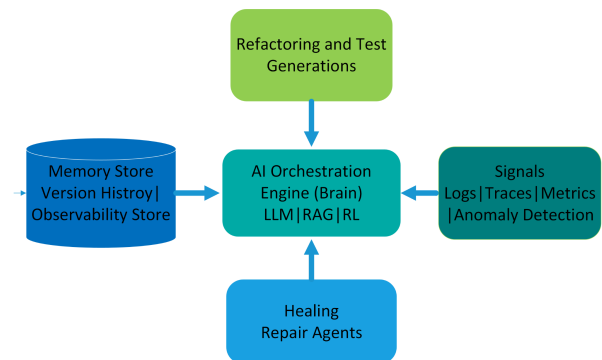 Refactoring and Test
Generations
Memory Store
Version Histroy|
Observability Store
AI Orchestration
Engine (Brain)
LLM|RAG|RL
Signals
Logs|Traces|Metrics
|Anomaly Detection
Healing
Repair Agents